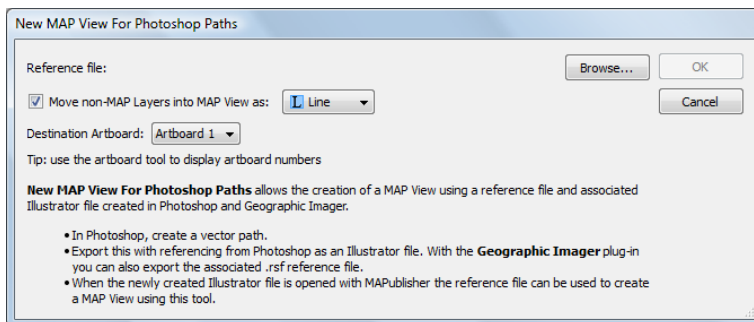 New MAP View For Photoshop Paths
Reference file:
Browse...
OK
Move non-MAP Layers into MAP View as:
L Line
Cancel
Destination Artboard:
Artboard 1
Tip: use the artboard tool to display artboard numbers
New MAP View For Photoshop Paths allows the creation of a MAP View using a reference file and associated
Illustrator file created in Photoshop and Geographic Imager.
• In Photoshop, create a vector path.
• Export this with referencing from Photoshop as an Illustrator file. With the Geographic Imager plug-in
you can also export the associated .rsf reference file.
• When the newly created Illustrator file is opened with MAPublisher the reference file can be used to create
a MAP View using this tool.